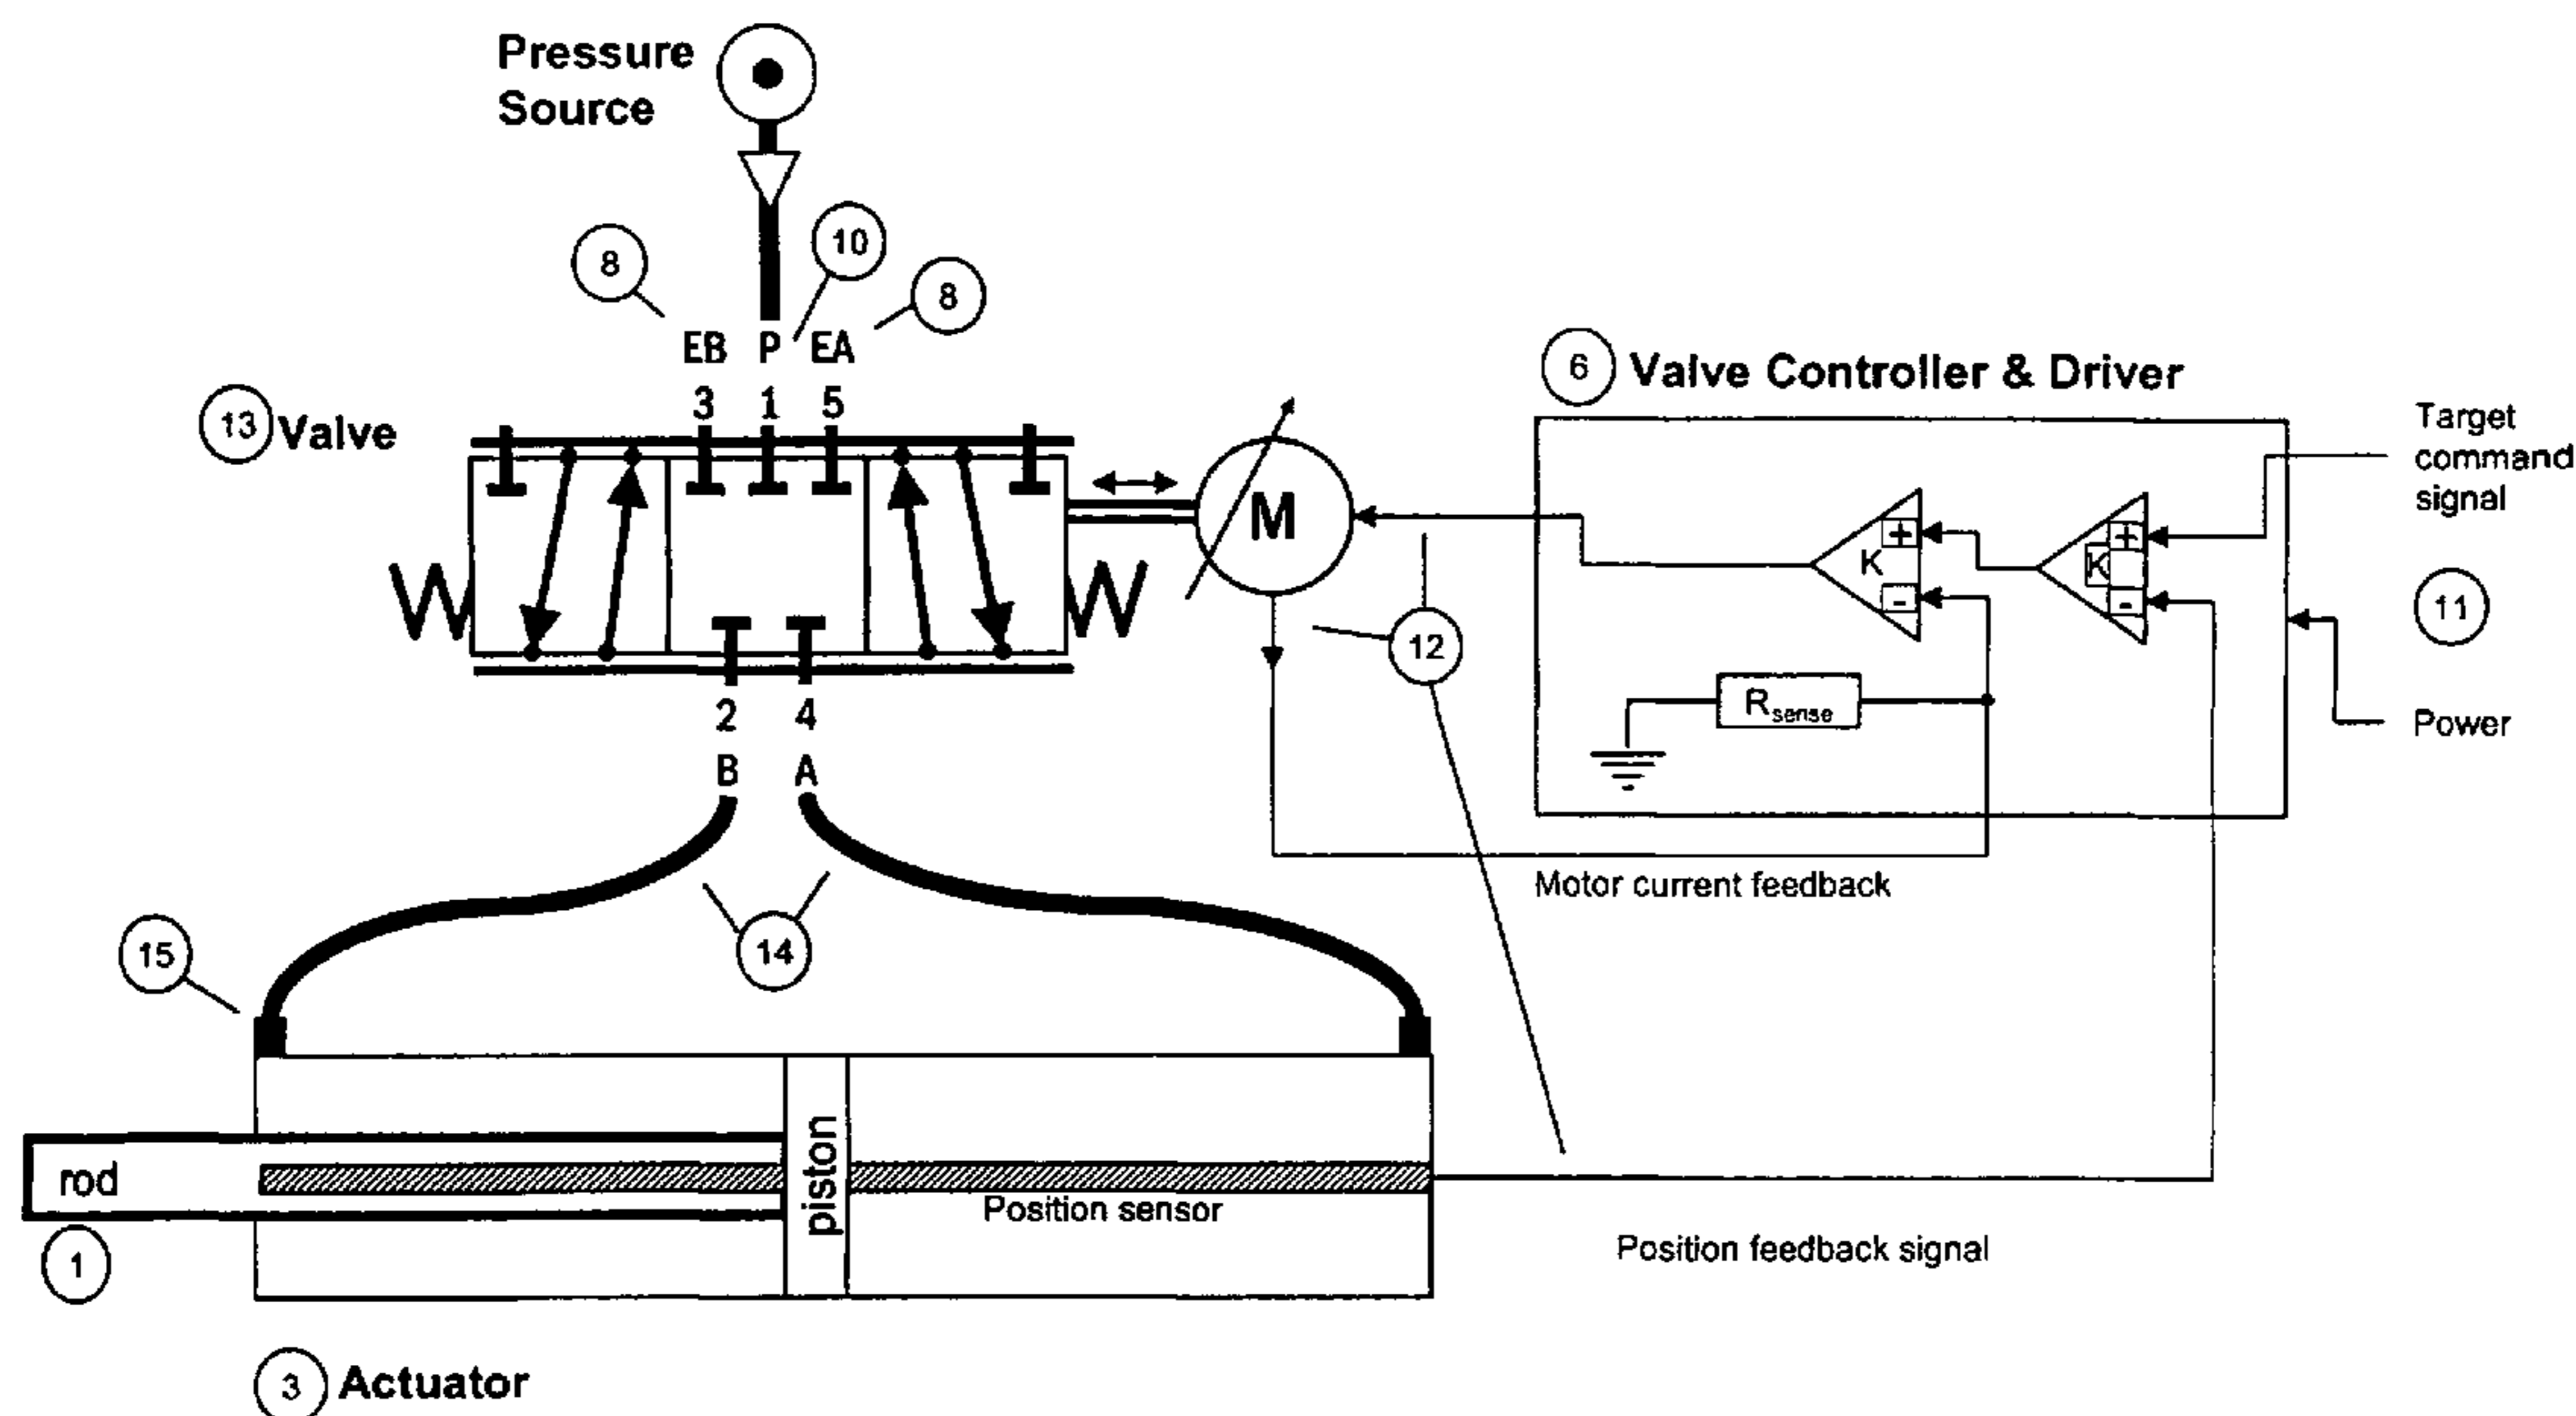 Pressure
Source
10
8
8
EB P EA
3 1 5
13 Valve
M
6 Valve Controller & Driver
Target
command
signal
+
K
-
+
K
-
11
12
Rsense
Power
2 4
B A
Motor current feedback
14
15
piston
rod
Position sensor
1
Position feedback signal
3 Actuator